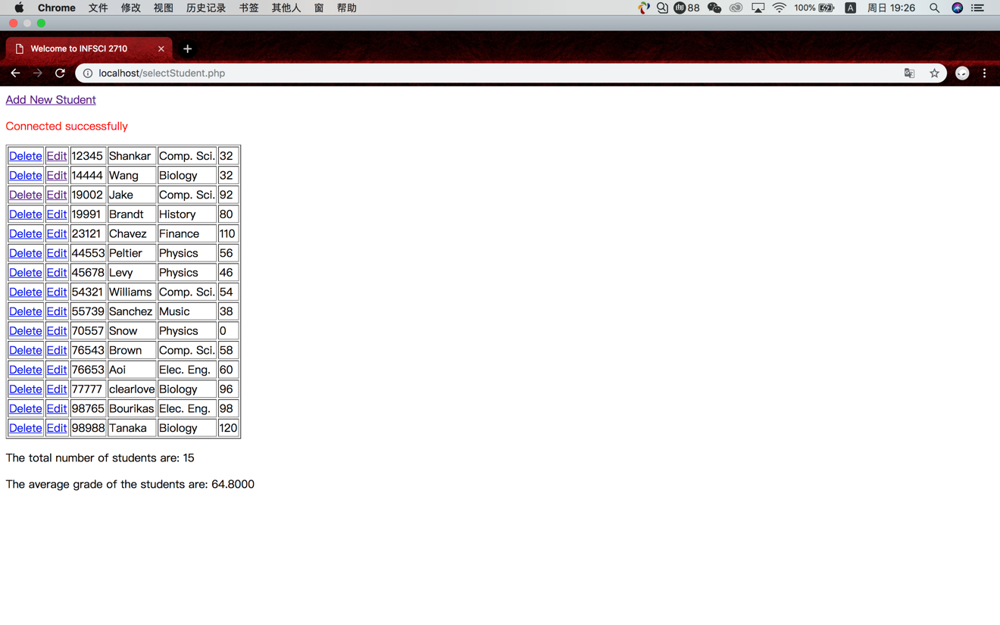 Chrome 文件 修改 视图 历史记录 书签 其他人 窗 帮助 88 100% A 周日 19:26
Welcome to INFSCI 2710
localhost/selectStudent.php
Add New Student
Connected successfully
Delete Edit 12345 Shankar Comp. Sci. 32
Delete Edit 14444 Wang Biology 32
Delete Edit 19002 Jake Comp. Sci. 92
Delete Edit 19991 Brandt History 80
Delete Edit 23121 Chavez Finance 110
Delete Edit 44553 Peltier Physics 56
Delete Edit 45678 Levy Physics 46
Delete Edit 54321 Williams Comp. Sci. 54
Delete Edit 55739 Sanchez Music 38
Delete Edit 70557 Snow Physics 0
Delete Edit 76543 Brown Comp. Sci. 58
Delete Edit 76653 Aoi Elec. Eng. 60
Delete Edit 77777 clearlove Biology 96
Delete Edit 98765 Bourikas Elec. Eng. 98
Delete Edit 98988 Tanaka Biology 120
The total number of students are: 15
The average grade of the students are: 64.8000